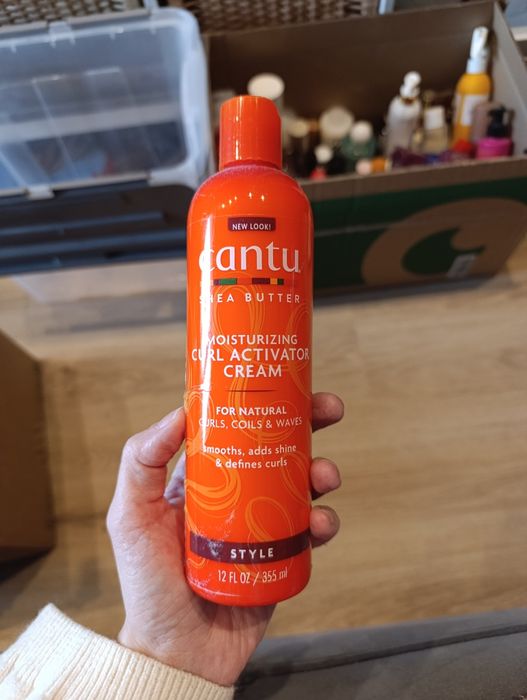 NEW LOOK!
cantu
SHEA BUTTER
MOISTURIZING
CURL ACTIVATOR
CREAM
FOR NATURAL
CURLS, COILS & WAVES
smooths, adds shine
& defines curls
STYLE
12 FL OZ / 355 ml